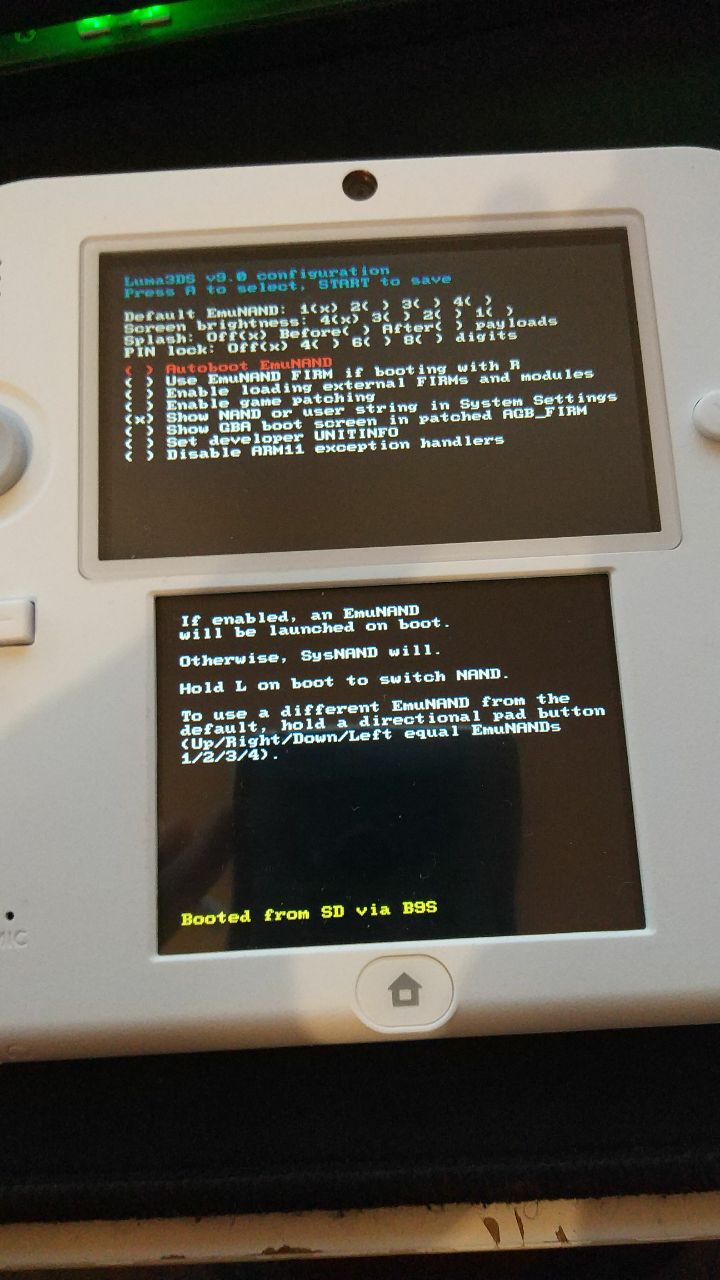 Luma3DS v9.0 configuration
Press A to select, START to save
Default EmuNAND: 1(x) 2( ) 3( ) 4( )
Screen brightness: 4(x) 3( ) 2( ) 1( )
Splash: Off(x) Before( ) After( ) payloads
PIN lock: Off(x) 4( ) 6( ) 8( ) digits
( ) Autoboot EmuNAND
( ) Use EmuNAND FIRM if booting with R
( ) Enable loading external FIRMs and modules
( ) Enable game patching
(x) Show NAND or user string in System Settings
( ) Show GBA boot screen in patched AGB_FIRM
( ) Set developer UNITINFO
( ) Disable ARM11 exception handlers
If enabled, an EmuNAND
will be launched on boot.
Otherwise, SysNAND will.
Hold L on boot to switch NAND.
To use a different EmuNAND from the
default, hold a directional pad button
(Up/Right/Down/Left equal EmuNANDs
1/2/3/4).
Booted from SD via B9S
MIC